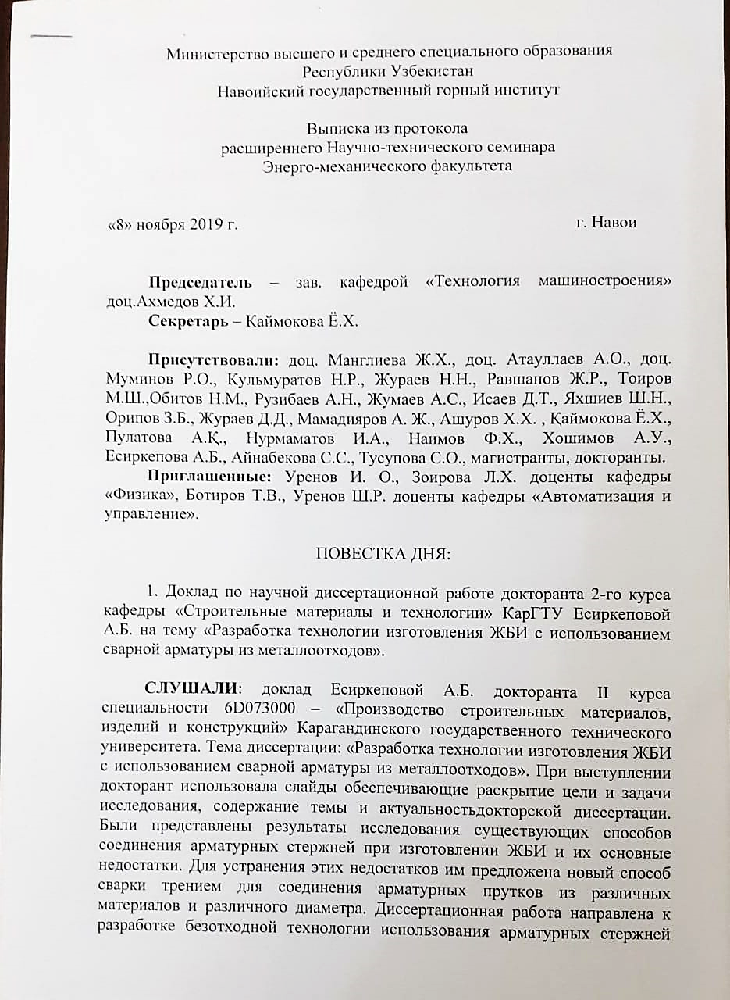 Министерство высшего и среднего специального образования
Республики Узбекистан
Навоийский государственный горный институт
Выписка из протокола
расширеннего Научно-технического семинара
Энерго-механического факультета
«8» ноября 2019 г. г. Навои
Председатель – зав. кафедрой «Технология машиностроения»
доц.Ахмедов Х.И.
Секретарь – Каймокова Ё.Х.
Присутствовали: доц. Манглиева Ж.Х., доц. Атауллаев А.О., доц.
Муминов Р.О., Кульмуратов Н.Р., Жураев Н.Н., Равшанов Ж.Р., Тоиров
М.Ш.,Обитов Н.М., Рузибаев А.Н., Жумаев А.С., Исаев Д.Т., Яхшиев Ш.Н.,
Орипов З.Б., Жураев Д.Д., Мамадияров А. Ж., Ашуров Х.Х. , Қаймокова Ё.Х.,
Пулатова А.Қ., Нурмаматов И.А., Наимов Ф.Х., Хошимов А.У.,
Есиркепова А.Б., Айнабекова С.С., Тусупова С.О., магистранты, докторанты.
Приглашенные: Уренов И. О., Зоирова Л.Х. доценты кафедры
«Физика», Ботиров Т.В., Уренов Ш.Р. доценты кафедры «Автоматизация и
управление».
ПОВЕСТКА ДНЯ:
1. Доклад по научной диссертационной работе докторанта 2-го курса
кафедры «Строительные материалы и технологии» КарГТУ Есиркеповой
А.Б. на тему «Разработка технологии изготовления ЖБИ с использованием
сварной арматуры из металлоотходов».
СЛУШАЛИ: доклад Есиркеповой А.Б. докторанта II курса
специальности 6D073000 – «Производство строительных материалов,
изделий и конструкций» Карагандинского государственного технического
университета. Тема диссертации: «Разработка технологии изготовления ЖБИ
с использованием сварной арматуры из металлоотходов». При выступлении
докторант использовала слайды обеспечивающие раскрытие цели и задачи
исследования, содержание темы и актуальностьдокторской диссертации.
Были представлены результаты исследования существующих способов
соединения арматурных стержней при изготовлении ЖБИ и их основные
недостатки. Для устранения этих недостатков им предложена новый способ
сварки трением для соединения арматурных прутков из различных
материалов и различного диаметра. Диссертационная работа направлена к
разработке безотходной технологии использования арматурных стержней